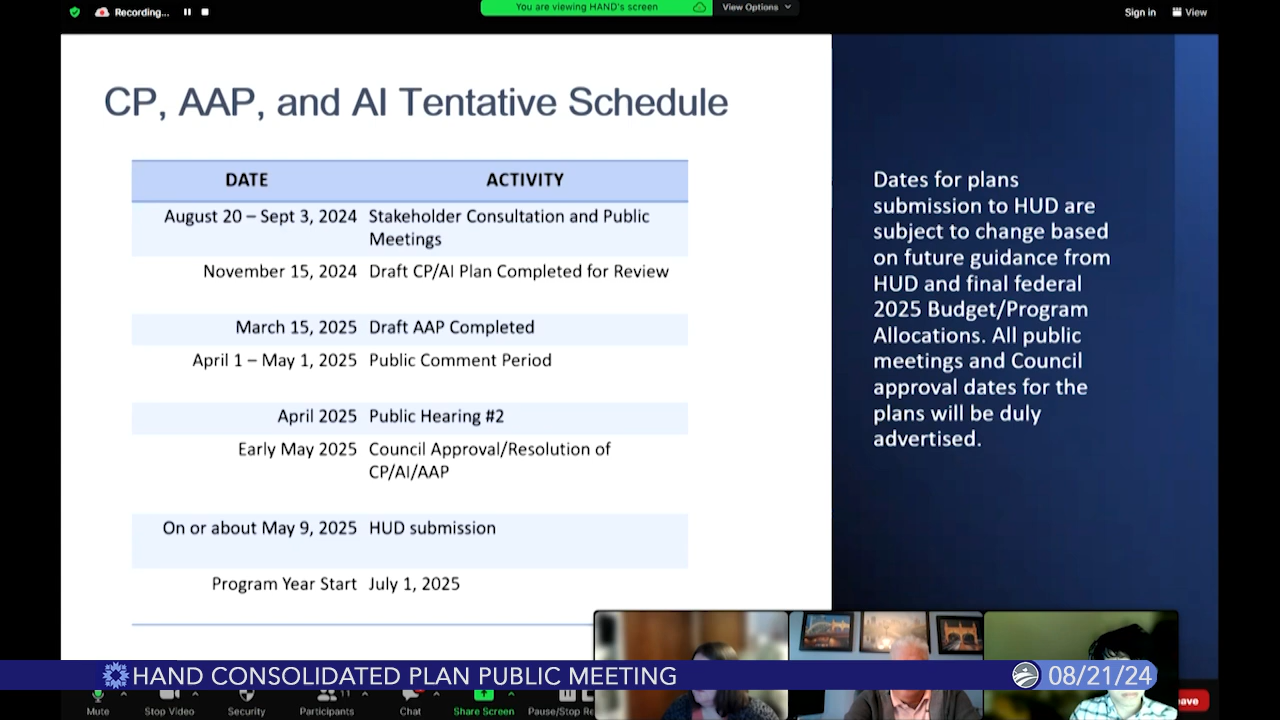 Recording...
You are viewing HAND's screen
View Options
Sign in
View
CP, AAP, and AI Tentative Schedule
DATE ACTIVITY
August 20 – Sept 3, 2024 Stakeholder Consultation and Public
Meetings
November 15, 2024 Draft CP/AI Plan Completed for Review
March 15, 2025 Draft AAP Completed
April 1 – May 1, 2025 Public Comment Period
April 2025 Public Hearing #2
Early May 2025 Council Approval/Resolution of
CP/AI/AAP
On or about May 9, 2025 HUD submission
Program Year Start July 1, 2025
Dates for plans
submission to HUD are
subject to change based
on future guidance from
HUD and final federal
2025 Budget/Program
Allocations. All public
meetings and Council
approval dates for the
plans will be duly
advertised.
HAND CONSOLIDATED PLAN PUBLIC MEETING
08/21/24
11
Mute
Stop Video
Security
Participants
Chat
Share Screen
Pause/Stop Re
eave